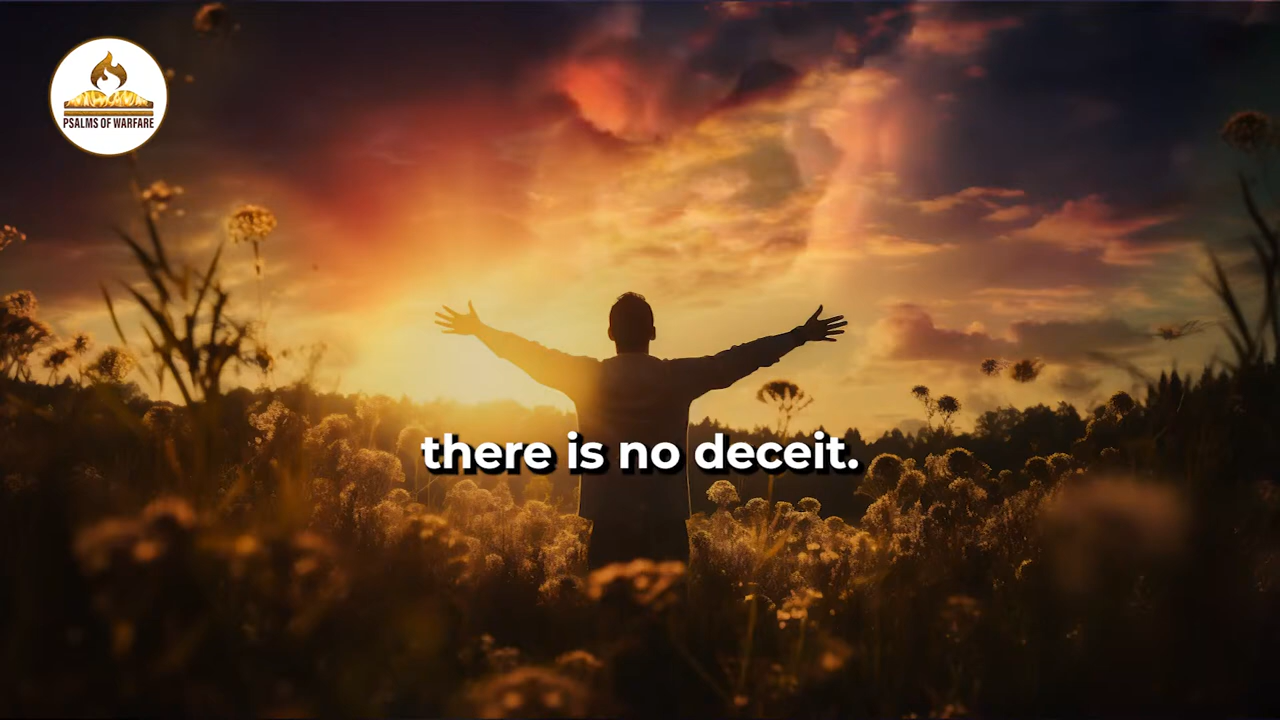 PSALMS OF WARFARE
there is no deceit.